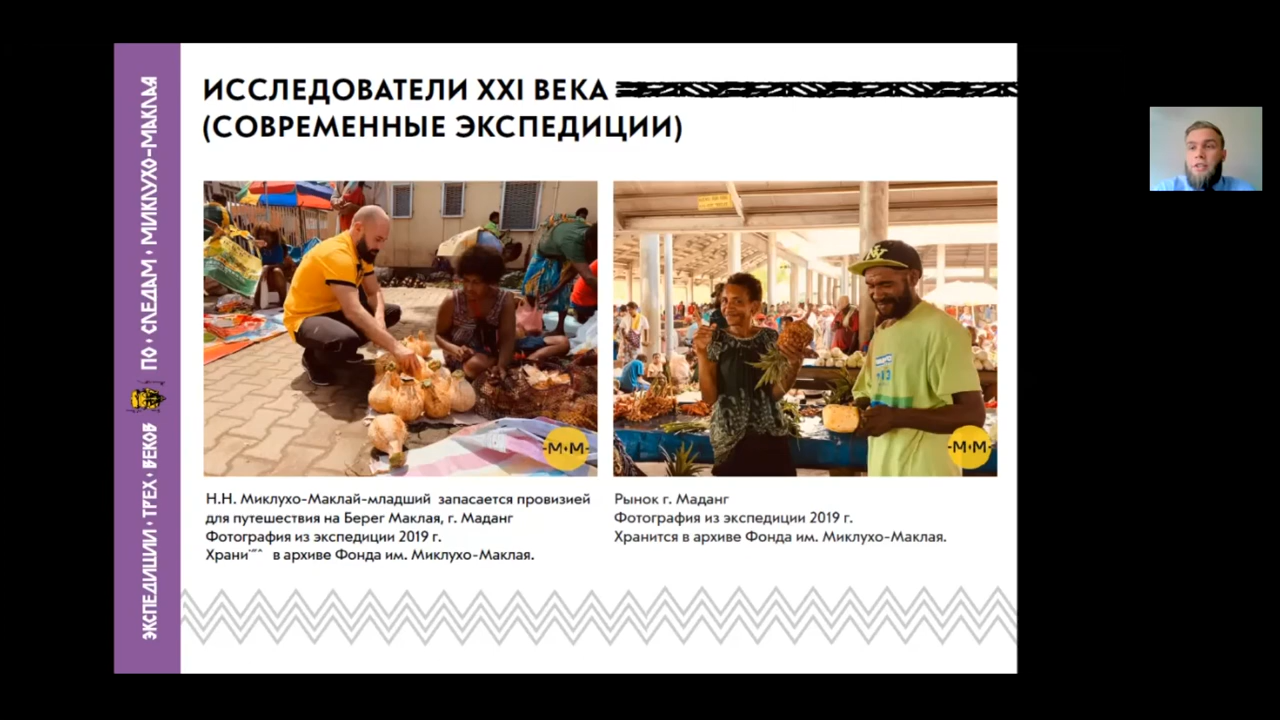 ИССЛЕДОВАТЕЛИ XXI ВЕКА
(СОВРЕМЕННЫЕ ЭКСПЕДИЦИИ)
ЭКСПЕДИЦИИ • ТРЕХ • ВЕКОВ
ПО • СЛЕДАМ • МИКЛУХО-МАКЛАЯ
-М•М-
-М•М-
Н.Н. Миклухо-Маклай-младший запасается провизией
для путешествия на Берег Маклая, г. Маданг
Фотография из экспедиции 2019 г.
в архиве Фонда им. Миклухо-Маклая.
Рынок г. Маданг
Фотография из экспедиции 2019 г.
Хранится в архиве Фонда им. Миклухо-Маклая.